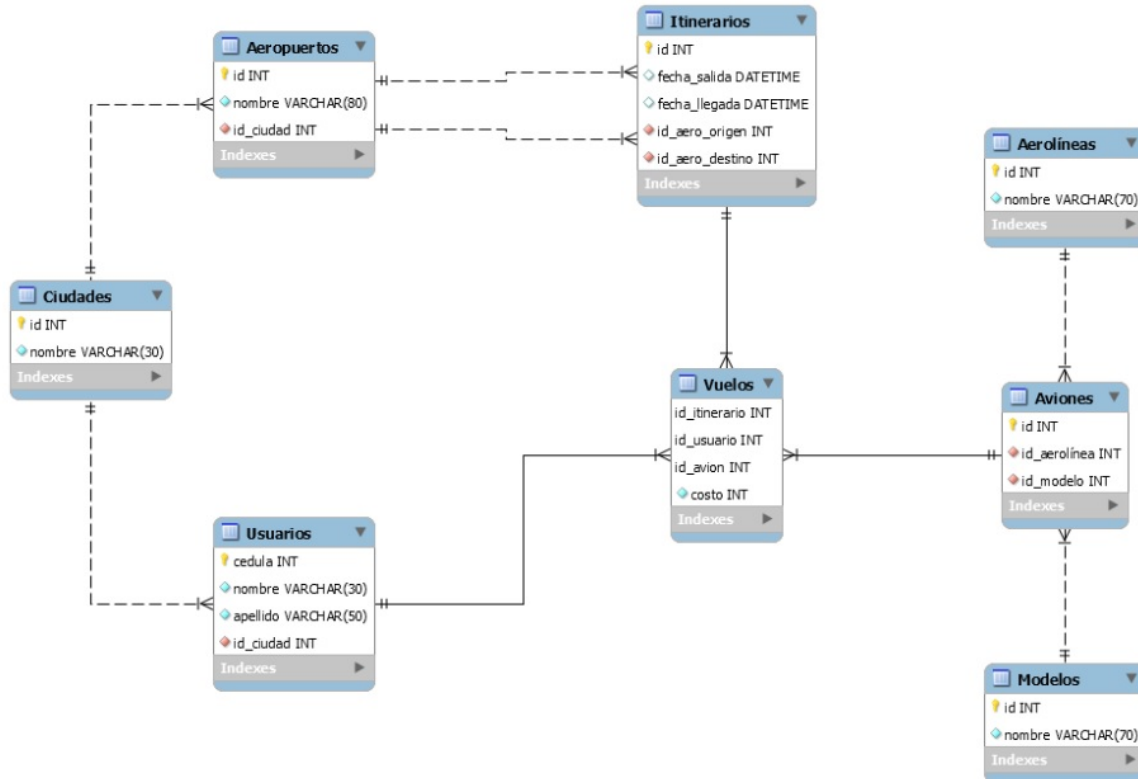 Aeropuertos
id INT
nombre VARCHAR(80)
id_ciudad INT
Indexes
Itinerarios
id INT
fecha_salida DATETIME
fecha_llegada DATETIME
id_aero_origen INT
id_aero_destino INT
Indexes
Aerolíneas
id INT
nombre VARCHAR(70)
Indexes
Ciudades
id INT
nombre VARCHAR(30)
Indexes
Vuelos
id_itinerario INT
id_usuario INT
id_avion INT
costo INT
Indexes
Aviones
id INT
id_aerolínea INT
id_modelo INT
Indexes
Usuarios
cedula INT
nombre VARCHAR(30)
apellido VARCHAR(50)
id_ciudad INT
Indexes
Modelos
id INT
nombre VARCHAR(70)
Indexes